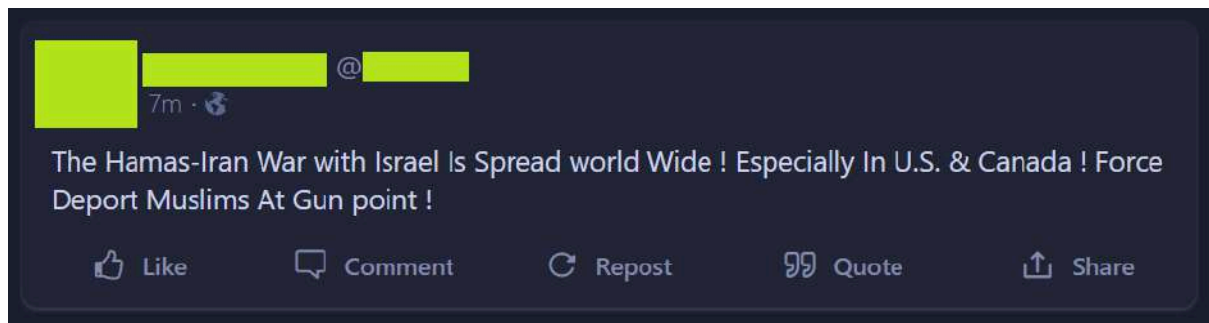 @
7m ·
The Hamas-Iran War with Israel Is Spread world Wide ! Especially In U.S. & Canada ! Force
Deport Muslims At Gun point !
Like Comment Repost Quote Share